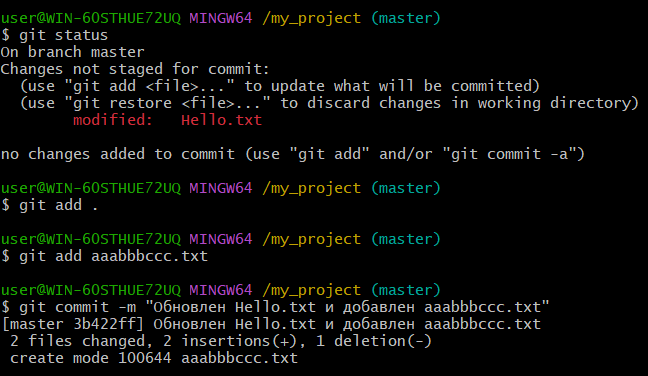 user@WIN-6OSTHUE72UQ MINGW64 /my_project (master)
$ git status
On branch master
Changes not staged for commit:
  (use "git add <file>..." to update what will be committed)
  (use "git restore <file>..." to discard changes in working directory)
        modified:   Hello.txt

no changes added to commit (use "git add" and/or "git commit -a")

user@WIN-6OSTHUE72UQ MINGW64 /my_project (master)
$ git add .

user@WIN-6OSTHUE72UQ MINGW64 /my_project (master)
$ git add aaabbbccc.txt

user@WIN-6OSTHUE72UQ MINGW64 /my_project (master)
$ git commit -m "Обновлен Hello.txt и добавлен aaabbbccc.txt"
[master 3b422ff] Обновлен Hello.txt и добавлен aaabbbccc.txt
 2 files changed, 2 insertions(+), 1 deletion(-)
 create mode 100644 aaabbbccc.txt